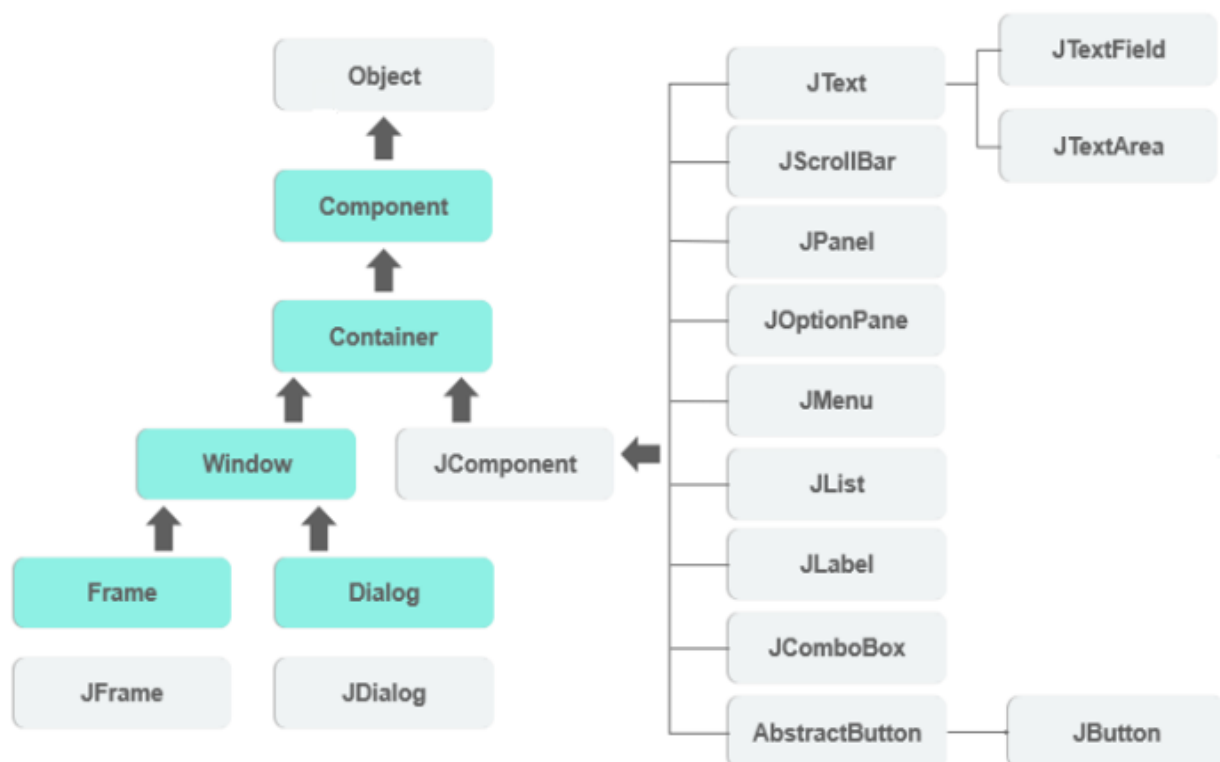 Object
Component
Container
Window
JComponent
Frame
Dialog
JFrame
JDialog
JText
JTextField
JTextArea
JScrollBar
JPanel
JOptionPane
JMenu
JList
JLabel
JComboBox
AbstractButton
JButton